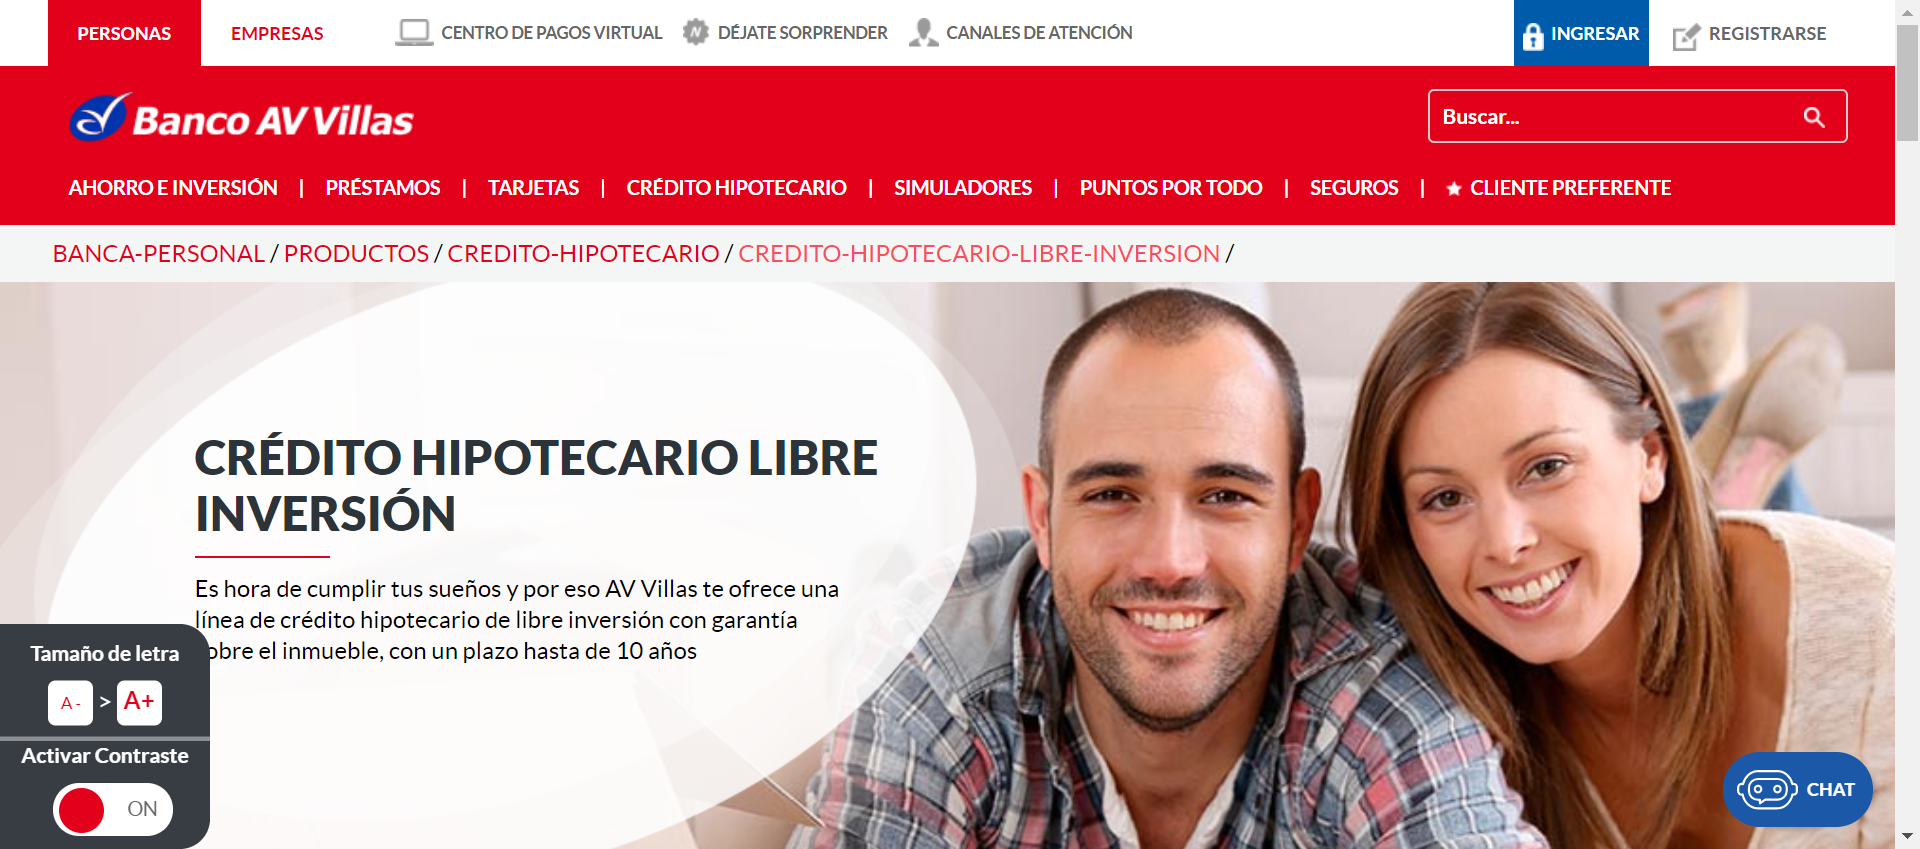 PERSONAS
EMPRESAS
CENTRO DE PAGOS VIRTUAL
DÉJATE SORPRENDER
CANALES DE ATENCIÓN
INGRESAR
REGISTRARSE
Banco AV Villas
Buscar...
AHORRO E INVERSIÓN | PRÉSTAMOS | TARJETAS | CRÉDITO HIPOTECARIO | SIMULADORES | PUNTOS POR TODO | SEGUROS | CLIENTE PREFERENTE
BANCA-PERSONAL / PRODUCTOS / CREDITO-HIPOTECARIO / CREDITO-HIPOTECARIO-LIBRE-INVERSION /
CRÉDITO HIPOTECARIO LIBRE
INVERSIÓN
Es hora de cumplir tus sueños y por eso AV Villas te ofrece una
línea de crédito hipotecario de libre inversión con garantía
obre el inmueble, con un plazo hasta de 10 años
Tamaño de letra
A - > A+
Activar Contraste
ON
CHAT